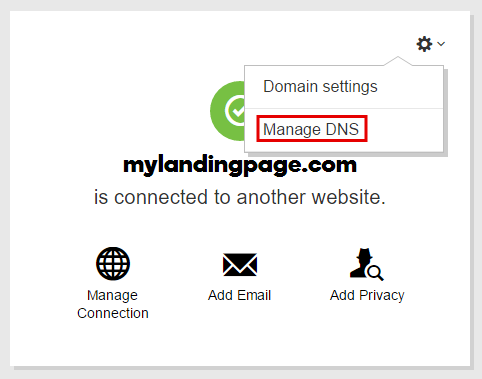 Domain settings
Manage DNS
mylandingpage.com
is connected to another website.
Manage
Connection
Add Email
Add Privacy